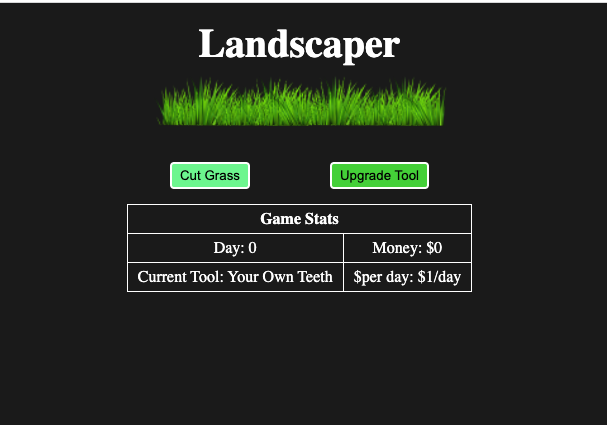 Landscaper
Cut Grass Upgrade Tool
Game Stats
Day: 0 Money: $0
Current Tool: Your Own Teeth $per day: $1/day